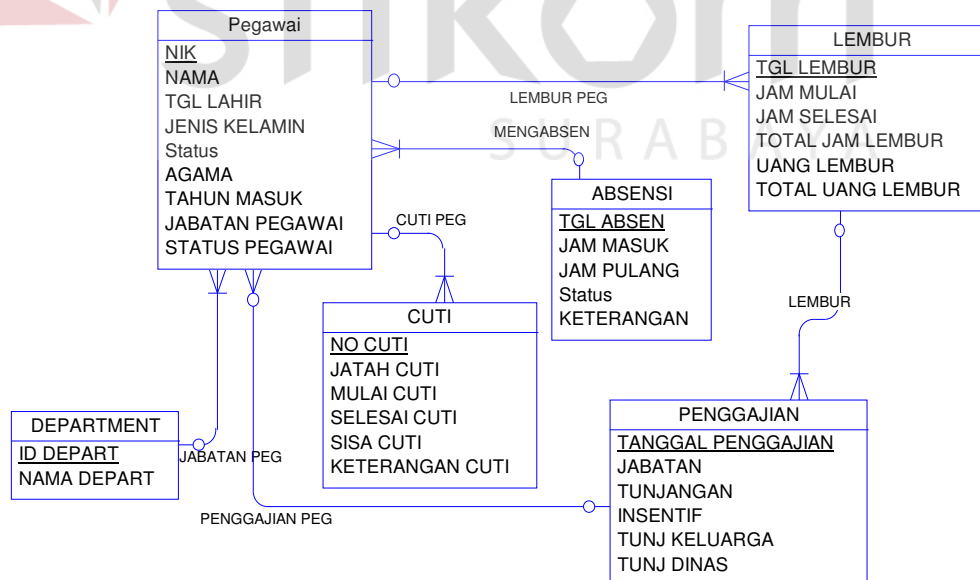 stikom
SURABAYA
Pegawai
NIK
NAMA
TGL LAHIR
JENIS KELAMIN
Status
AGAMA
TAHUN MASUK
JABATAN PEGAWAI
STATUS PEGAWAI
LEMBUR
TGL LEMBUR
JAM MULAI
JAM SELESAI
TOTAL JAM LEMBUR
UANG LEMBUR
TOTAL UANG LEMBUR
LEMBUR PEG
MENGABSEN
ABSENSI
TGL ABSEN
JAM MASUK
JAM PULANG
Status
KETERANGAN
CUTI PEG
CUTI
NO CUTI
JATAH CUTI
MULAI CUTI
SELESAI CUTI
SISA CUTI
KETERANGAN CUTI
LEMBUR
DEPARTMENT
ID DEPART
NAMA DEPART
JABATAN PEG
PENGGAJIAN PEG
PENGGAJIAN
TANGGAL PENGGAJIAN
JABATAN
TUNJANGAN
INSENTIF
TUNJ KELUARGA
TUNJ DINAS